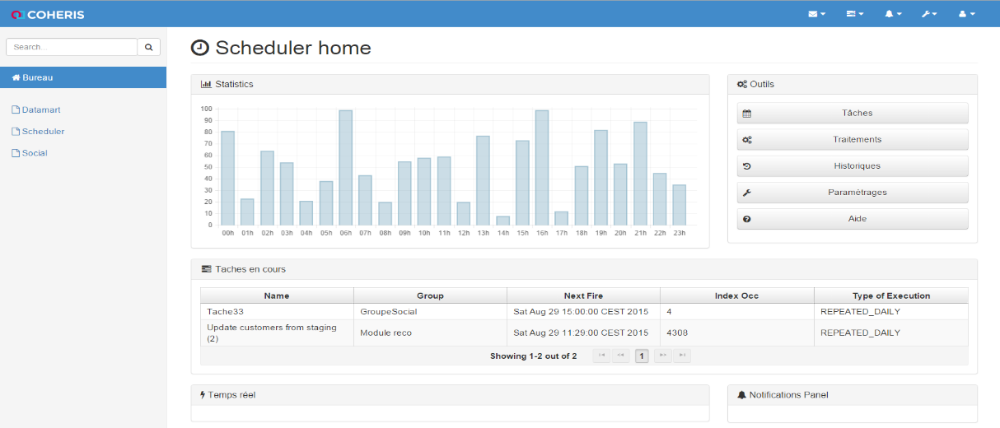 COHERIS
Search...
Bureau
Datamart
Scheduler
Social
Scheduler home
Statistics
100
90
80
70
60
50
40
30
20
10
0
00h 01h 02h 03h 04h 05h 06h 07h 08h 09h 10h 11h 12h 13h 14h 15h 16h 17h 18h 19h 20h 21h 22h 23h
Outils
Tâches
Traitements
Historiques
Paramétrages
Aide
Taches en cours
Name Group Next Fire Index Occ Type of Execution
Tache33 GroupeSocial Sat Aug 29 15:00:00 CEST 2015 4 REPEATED_DAILY
Update customers from staging
(2) Module reco Sat Aug 29 11:29:00 CEST 2015 4308 REPEATED_DAILY
Showing 1-2 out of 2 1
Temps réel
Notifications Panel